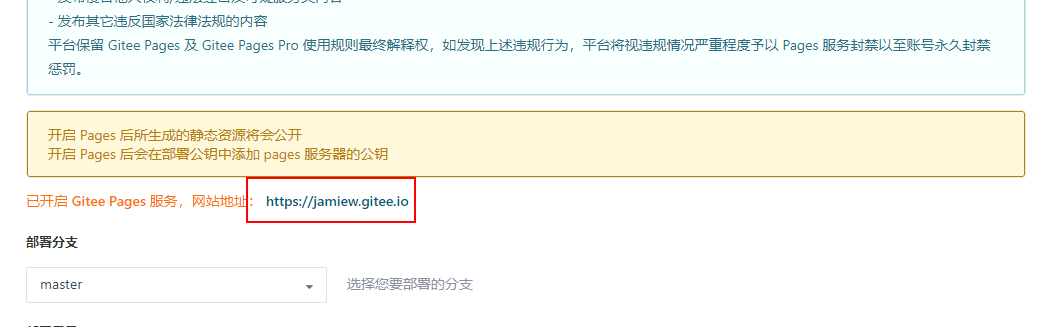 - 发布其它违反国家法律法规的内容
平台保留 Gitee Pages 及 Gitee Pages Pro 使用规则最终解释权，如发现上述违规行为，平台将视违规情况严重程度予以 Pages 服务封禁以至账号永久封禁
惩罚。
开启 Pages 后所生成的静态资源将会公开
开启 Pages 后会在部署公钥中添加 pages 服务器的公钥
已开启 Gitee Pages 服务，网站地址： https://jamiew.gitee.io
部署分支
master 选择您要部署的分支